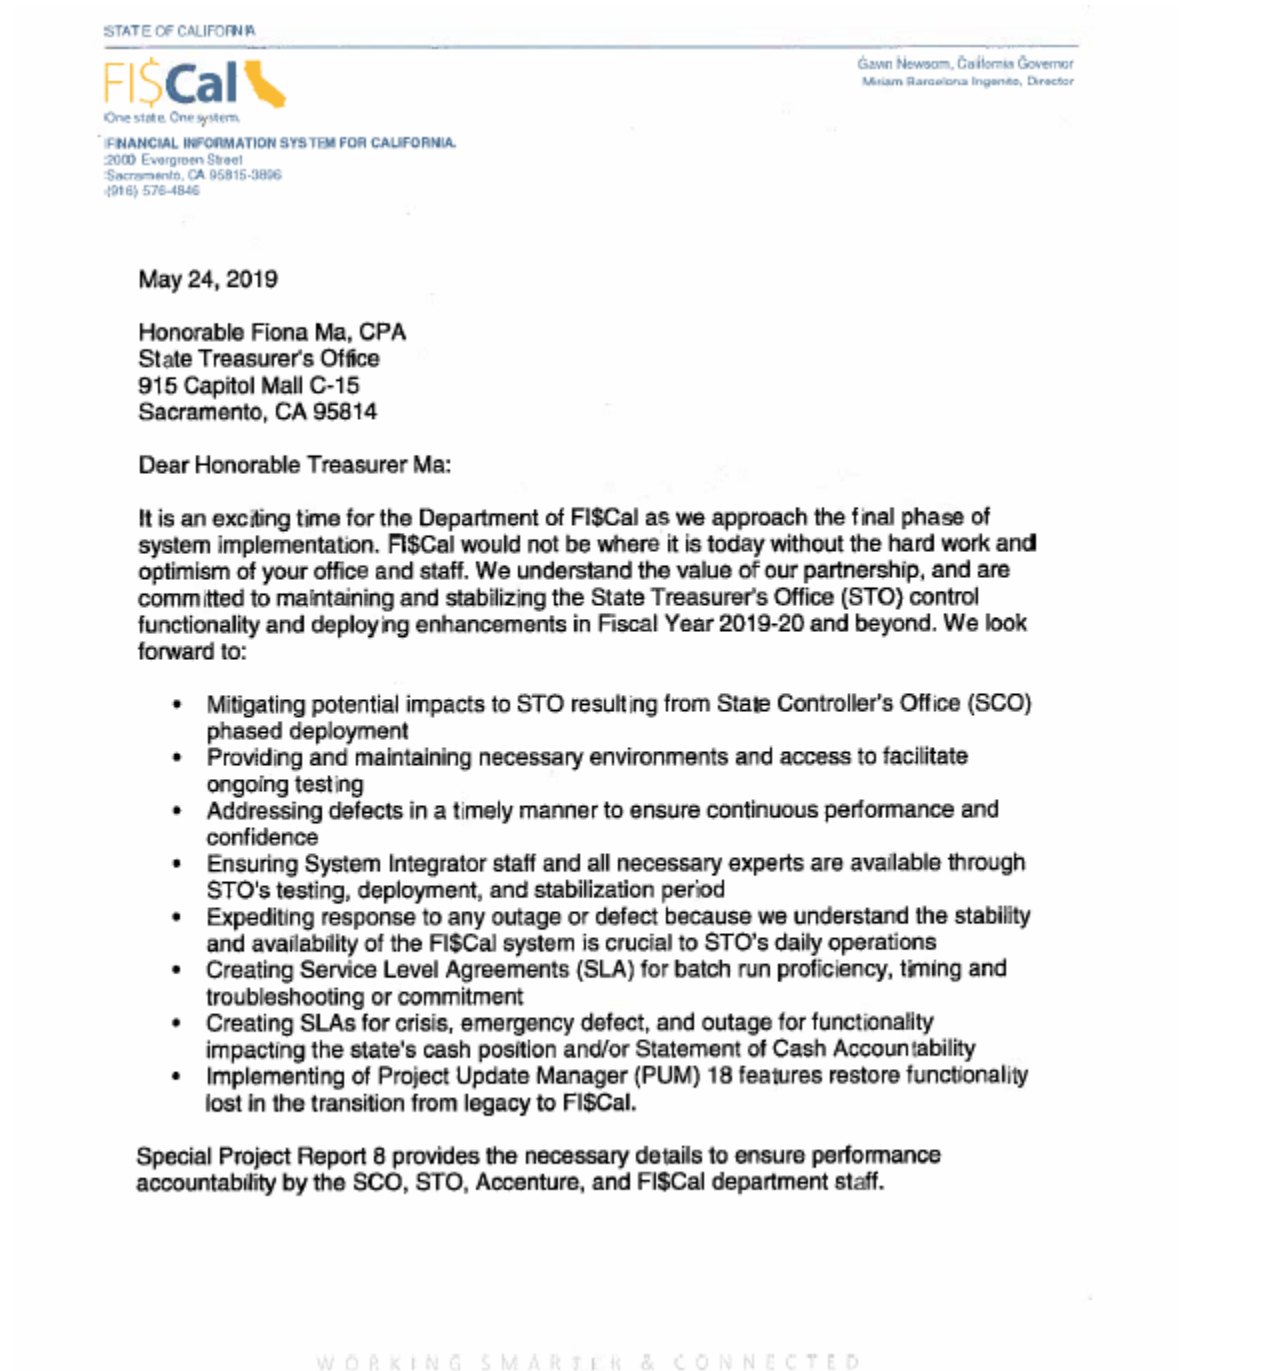 STATE OF CALIFORNIA
FI$Cal
One state. One system.
Gavin Newsom, California Governor
Miriam Barcelona Ingenito, Director
FINANCIAL INFORMATION SYSTEM FOR CALIFORNIA
2000 Evergreen Street
Sacramento, CA 95815-3896
(916) 576-4846
May 24, 2019
Honorable Fiona Ma, CPA
State Treasurer's Office
915 Capitol Mall C-15
Sacramento, CA 95814
Dear Honorable Treasurer Ma:
It is an exciting time for the Department of FI$Cal as we approach the final phase of
system implementation. FI$Cal would not be where it is today without the hard work and
optimism of your office and staff. We understand the value of our partnership, and are
committed to maintaining and stabilizing the State Treasurer's Office (STO) control
functionality and deploying enhancements in Fiscal Year 2019-20 and beyond. We look
forward to:
• Mitigating potential impacts to STO resulting from State Controller's Office (SCO)
phased deployment
• Providing and maintaining necessary environments and access to facilitate
ongoing testing
• Addressing defects in a timely manner to ensure continuous performance and
confidence
• Ensuring System Integrator staff and all necessary experts are available through
STO's testing, deployment, and stabilization period
• Expediting response to any outage or defect because we understand the stability
and availability of the FI$Cal system is crucial to STO's daily operations
• Creating Service Level Agreements (SLA) for batch run proficiency, timing and
troubleshooting or commitment
• Creating SLAs for crisis, emergency defect, and outage for functionality
impacting the state's cash position and/or Statement of Cash Accountability
• Implementing of Project Update Manager (PUM) 18 features restore functionality
lost in the transition from legacy to FI$Cal.
Special Project Report 8 provides the necessary details to ensure performance
accountability by the SCO, STO, Accenture, and FI$Cal department staff.
WORKING SMARTER & CONNECTED